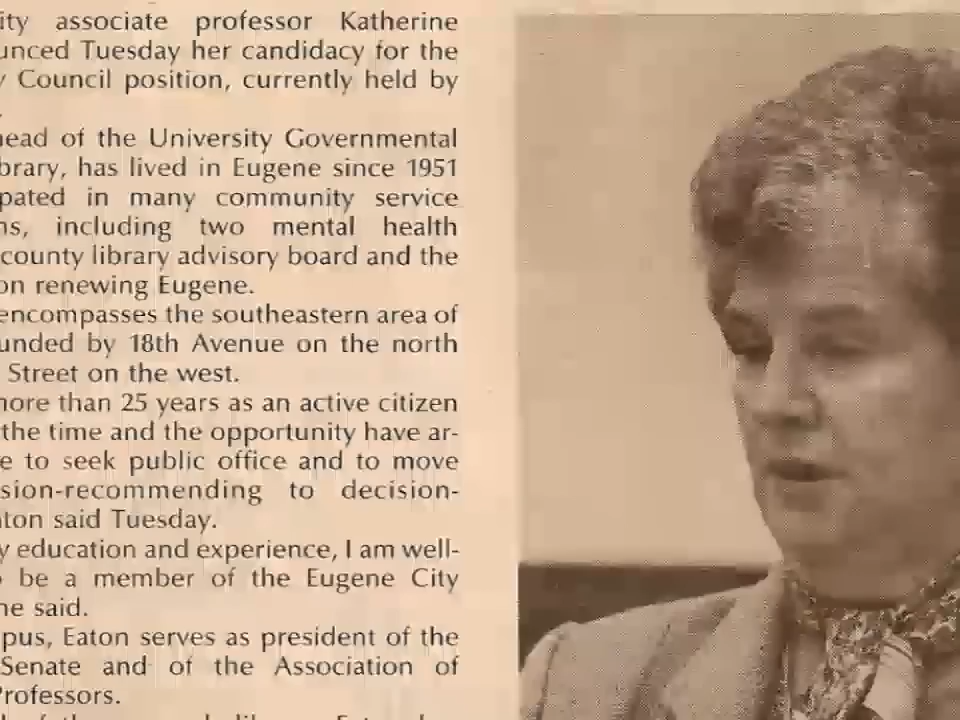 ity associate professor Katherine
unced Tuesday her candidacy for the
y Council position, currently held by
ead of the University Governmental
brary, has lived in Eugene since 1951
pated in many community service
ns, including two mental health
county library advisory board and the
on renewing Eugene.
encompasses the southeastern area of
unded by 18th Avenue on the north
Street on the west.
more than 25 years as an active citizen
the time and the opportunity have ar-
e to seek public office and to move
sion-recommending to decision-
aton said Tuesday.
y education and experience, I am well-
o be a member of the Eugene City
he said.
pus, Eaton serves as president of the
Senate and of the Association of
Professors.